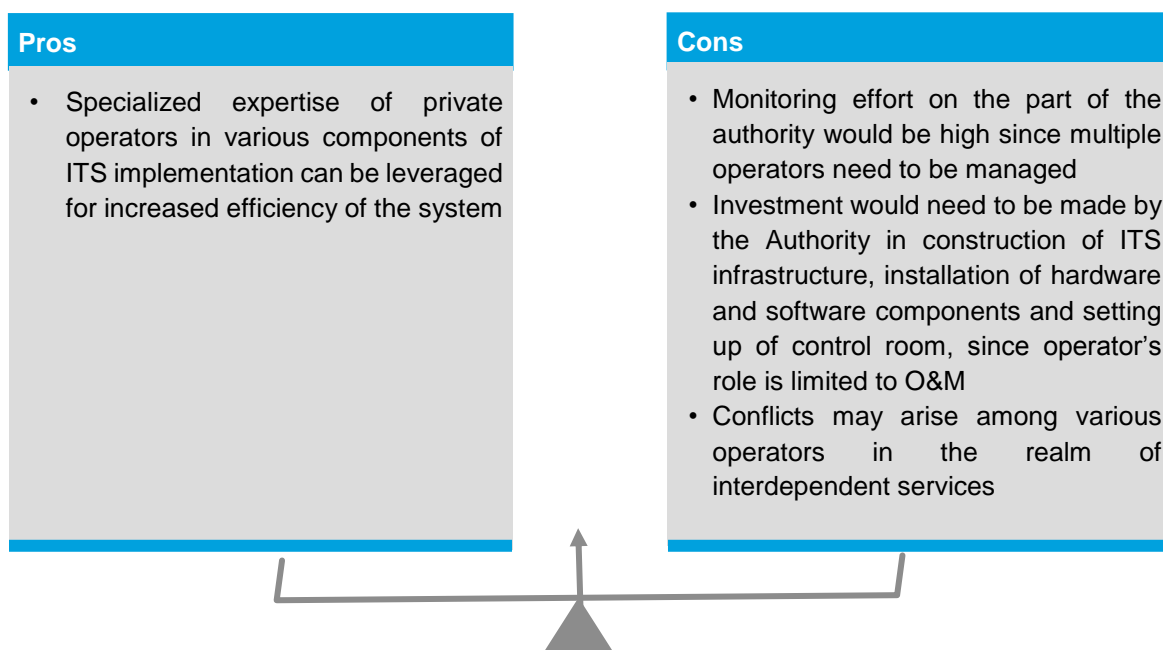 Pros
• Specialized expertise of private
operators in various components of
ITS implementation can be leveraged
for increased efficiency of the system
Cons
• Monitoring effort on the part of the
authority would be high since multiple
operators need to be managed
• Investment would need to be made by
the Authority in construction of ITS
infrastructure, installation of hardware
and software components and setting
up of control room, since operator's
role is limited to O&M
• Conflicts may arise among various
operators in the realm of
interdependent services